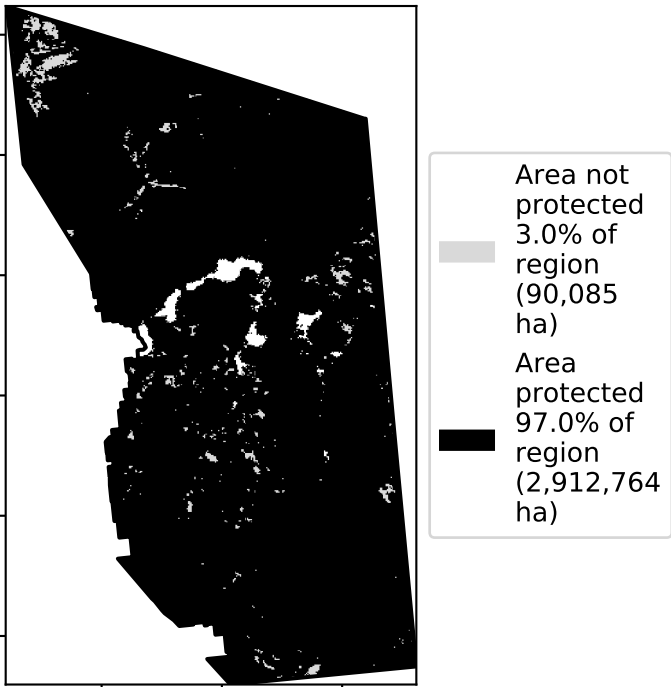 Area not
protected
3.0% of
region
(90,085
ha)
Area
protected
97.0% of
region
(2,912,764
ha)